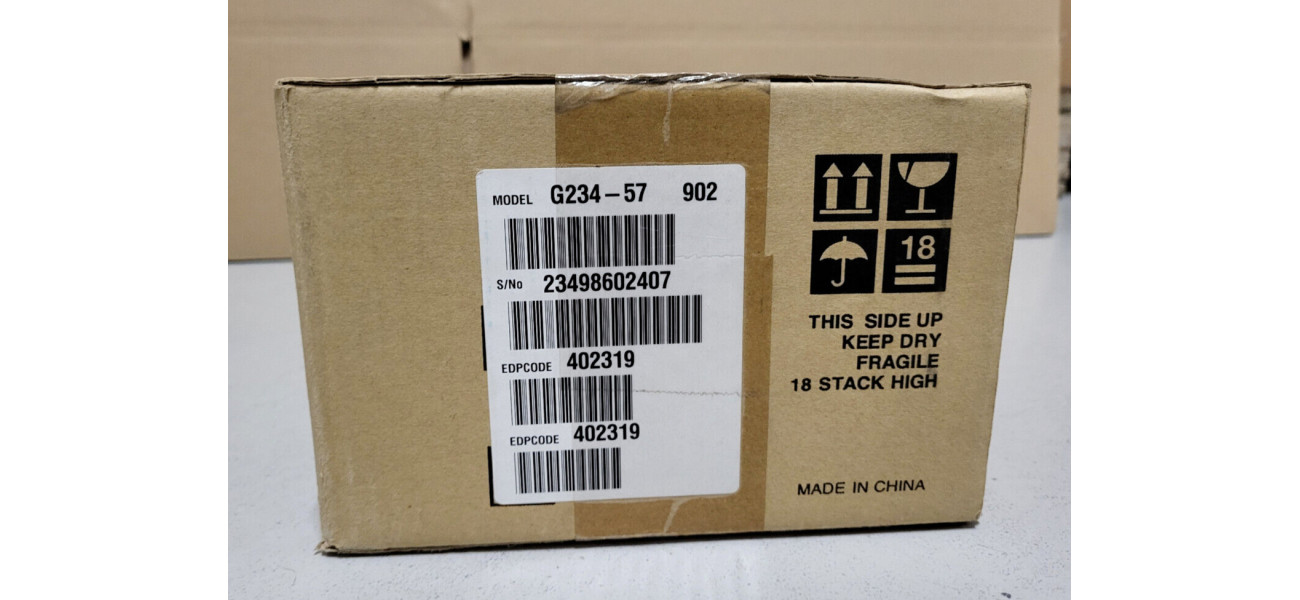 MODEL G234-57 902
S/No 23498602407
EDPCODE 402319
EDPCODE 402319
18
THIS SIDE UP
KEEP DRY
FRAGILE
18 STACK HIGH
MADE IN CHINA